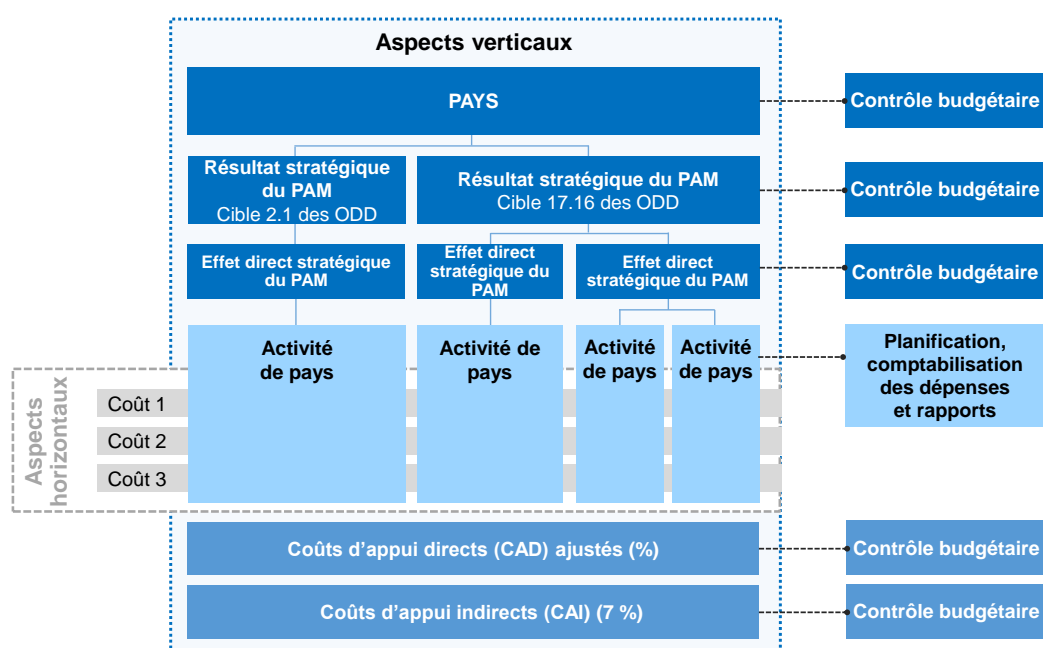 Aspects verticaux
PAYS
Contrôle budgétaire
Résultat stratégique
du PAM
Cible 2.1 des ODD
Résultat stratégique du PAM
Cible 17.16 des ODD
Contrôle budgétaire
Effet direct stratégique
du PAM
Effet direct
stratégique du
PAM
Effet direct
stratégique du PAM
Contrôle budgétaire
Activité
de pays
Activité de
pays
Activité
de pays
Activité
de pays
Planification,
comptabilisation
des dépenses
et rapports
Aspects
horizontaux
Coût 1
Coût 2
Coût 3
Coûts d’appui directs (CAD) ajustés (%)
Contrôle budgétaire
Coûts d’appui indirects (CAI) (7 %)
Contrôle budgétaire